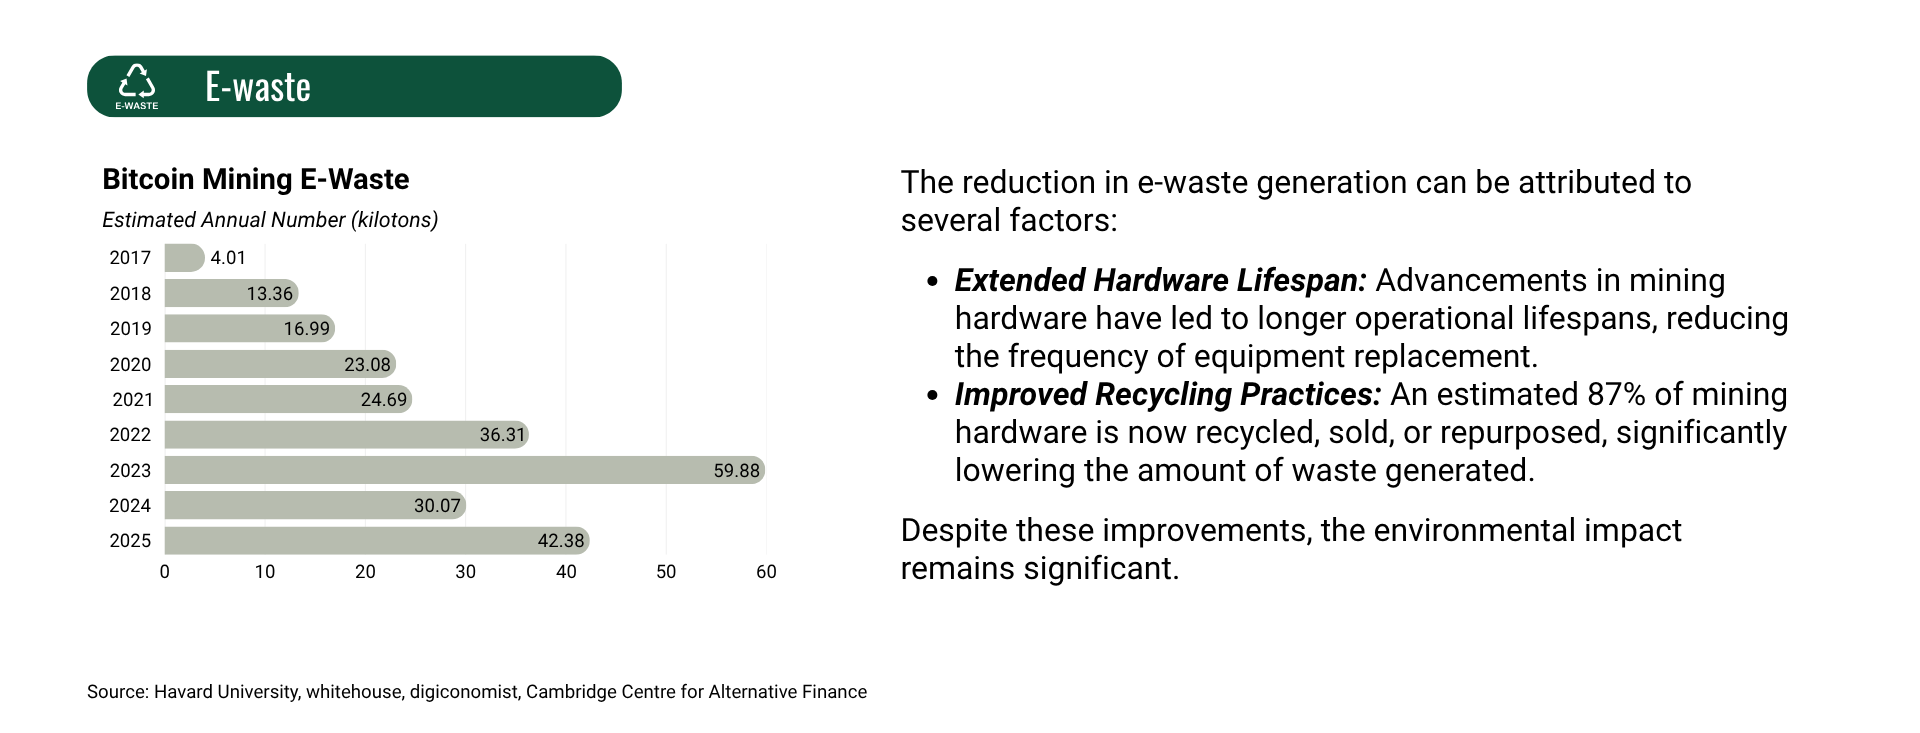 E-WASTE
E-waste
Bitcoin Mining E-Waste
Estimated Annual Number (kilotons)
2017 4.01
2018 13.36
2019 16.99
2020 23.08
2021 24.69
2022 36.31
2023 59.88
2024 30.07
2025 42.38
0 10 20 30 40 50 60
The reduction in e-waste generation can be attributed to
several factors:
• Extended Hardware Lifespan: Advancements in mining
hardware have led to longer operational lifespans, reducing
the frequency of equipment replacement.
• Improved Recycling Practices: An estimated 87% of mining
hardware is now recycled, sold, or repurposed, significantly
lowering the amount of waste generated.
Despite these improvements, the environmental impact
remains significant.
Source: Havard University, whitehouse, digiconomist, Cambridge Centre for Alternative Finance